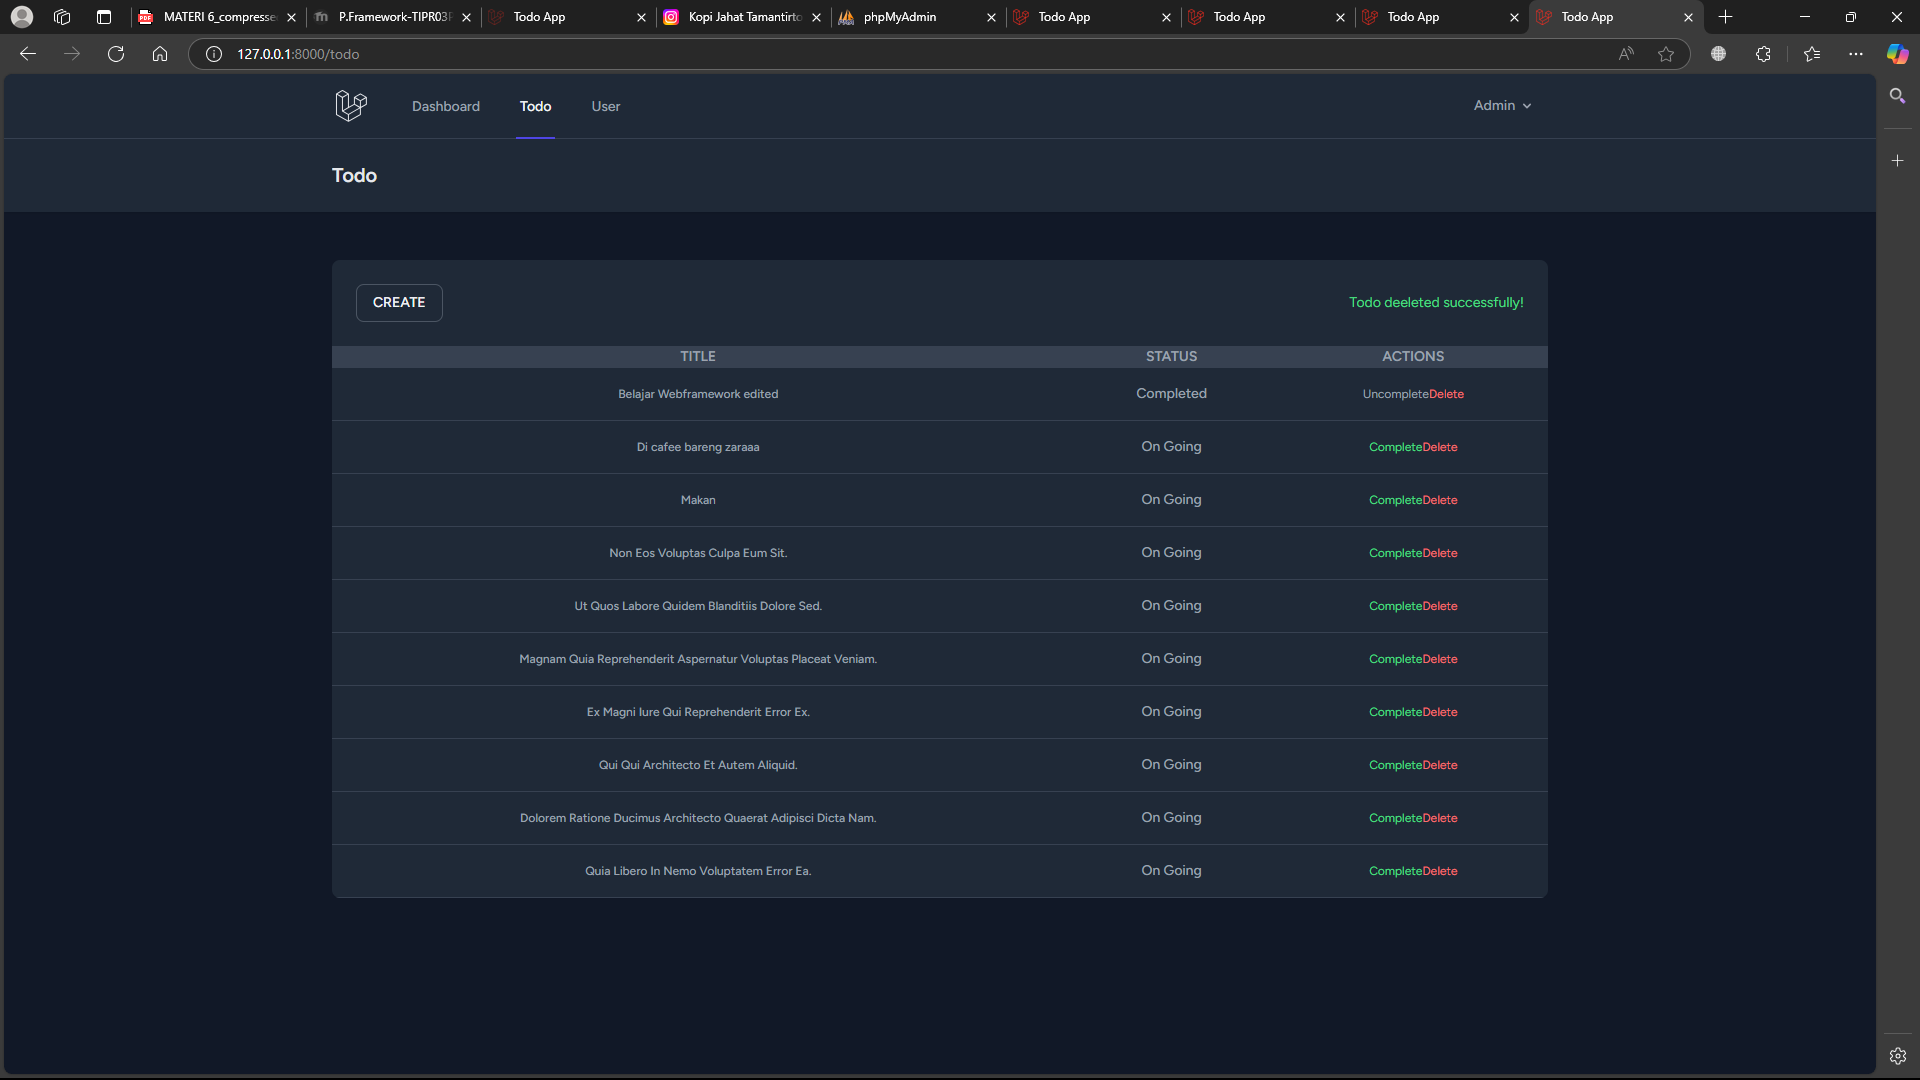 MATERI 6_compresse
P.Framework-TIPR03P
Todo App
Kopi Jahat Tamantirto
phpMyAdmin
Todo App
Todo App
Todo App
Todo App
127.0.0.1:8000/todo
Dashboard
Todo
User
Admin
Todo
CREATE
Todo deeleted successfully!
TITLE STATUS ACTIONS
Belajar Webframework edited Completed UncompleteDelete
Di cafee bareng zaraaa On Going CompleteDelete
Makan On Going CompleteDelete
Non Eos Voluptas Culpa Eum Sit. On Going CompleteDelete
Ut Quos Labore Quidem Blanditiis Dolore Sed. On Going CompleteDelete
Magnam Quia Reprehenderit Aspernatur Voluptas Placeat Veniam. On Going CompleteDelete
Ex Magni Iure Qui Reprehenderit Error Ex. On Going CompleteDelete
Qui Qui Architecto Et Autem Aliquid. On Going CompleteDelete
Dolorem Ratione Ducimus Architecto Quaerat Adipisci Dicta Nam. On Going CompleteDelete
Quia Libero In Nemo Voluptatem Error Ea. On Going CompleteDelete